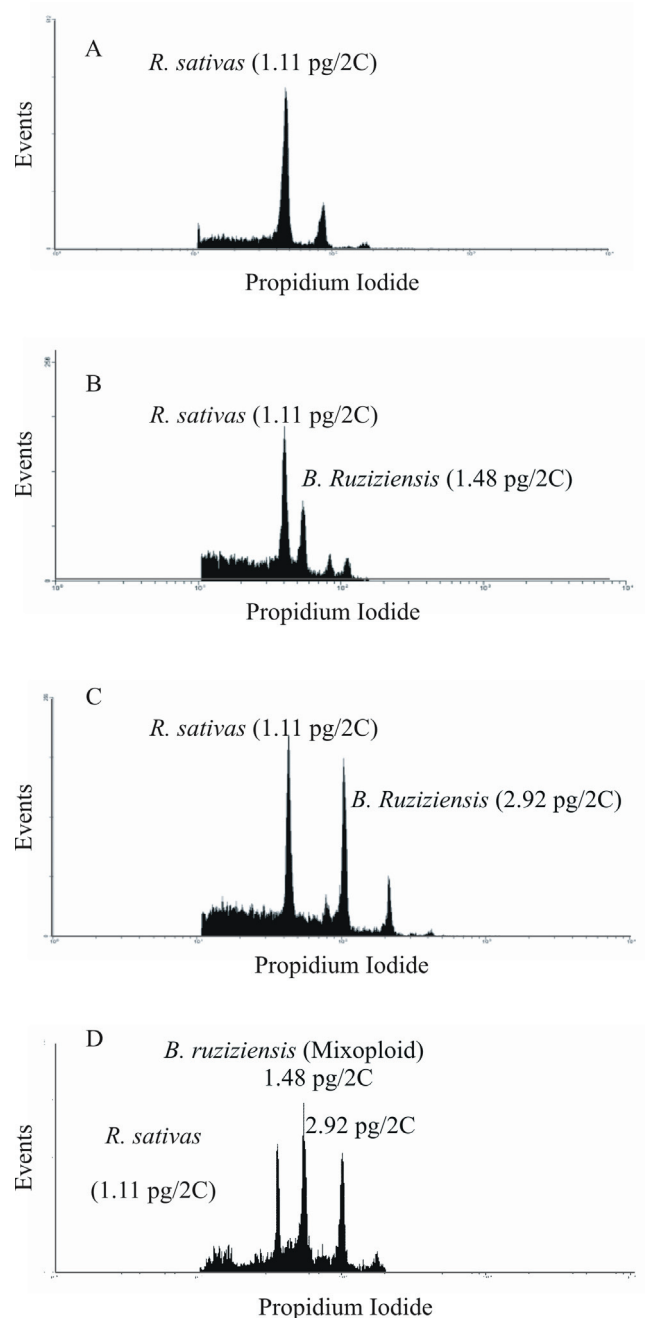 A
R. sativas (1.11 pg/2C)
Events
Propidium Iodide
B
R. sativas (1.11 pg/2C)
B. Ruziziensis (1.48 pg/2C)
Events
Propidium Iodide
C
R. sativas (1.11 pg/2C)
B. Ruziziensis (2.92 pg/2C)
Events
Propidium Iodide
D
B. ruziziensis (Mixoploid)
1.48 pg/2C
2.92 pg/2C
R. sativas
(1.11 pg/2C)
Events
Propidium Iodide